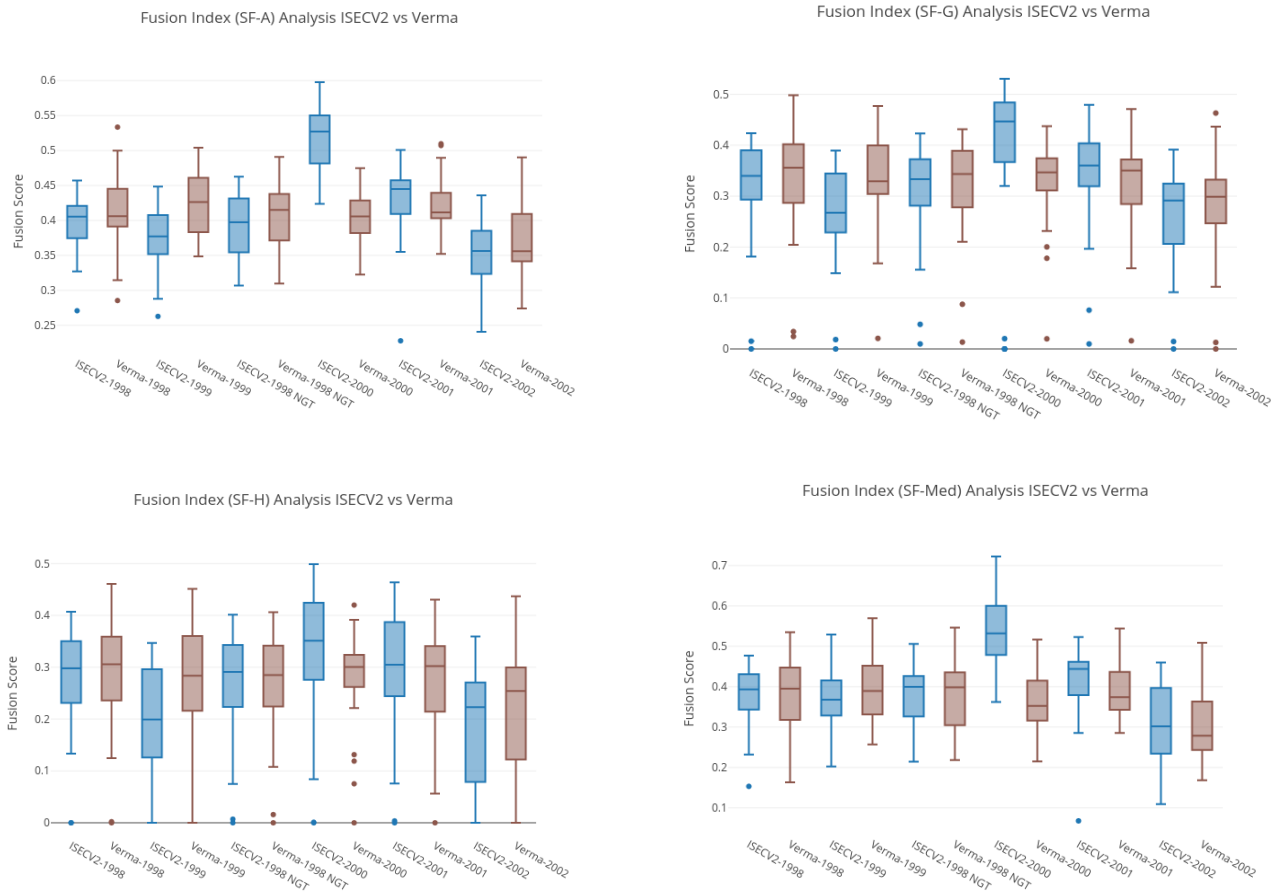 Fusion Index (SF-A) Analysis ISECV2 vs Verma
Fusion Score
0.6
0.55
0.5
0.45
0.4
0.35
0.3
0.25
ISECV2-1998
Verma-1998
ISECV2-1999
Verma-1999
ISECV2-1998 NGT
Verma-1998 NGT
ISECV2-2000
Verma-2000
ISECV2-2001
Verma-2001
ISECV2-2002
Verma-2002
Fusion Index (SF-G) Analysis ISECV2 vs Verma
Fusion Score
0.5
0.4
0.3
0.2
0.1
0
ISECV2-1998
Verma-1998
ISECV2-1999
Verma-1999
ISECV2-1998 NGT
Verma-1998 NGT
ISECV2-2000
Verma-2000
ISECV2-2001
Verma-2001
ISECV2-2002
Verma-2002
Fusion Index (SF-H) Analysis ISECV2 vs Verma
Fusion Score
0.5
0.4
0.3
0.2
0.1
0
ISECV2-1998
Verma-1998
ISECV2-1999
Verma-1999
ISECV2-1998 NGT
Verma-1998 NGT
ISECV2-2000
Verma-2000
ISECV2-2001
Verma-2001
ISECV2-2002
Verma-2002
Fusion Index (SF-Med) Analysis ISECV2 vs Verma
Fusion Score
0.7
0.6
0.5
0.4
0.3
0.2
0.1
ISECV2-1998
Verma-1998
ISECV2-1999
Verma-1999
ISECV2-1998 NGT
Verma-1998 NGT
ISECV2-2000
Verma-2000
ISECV2-2001
Verma-2001
ISECV2-2002
Verma-2002